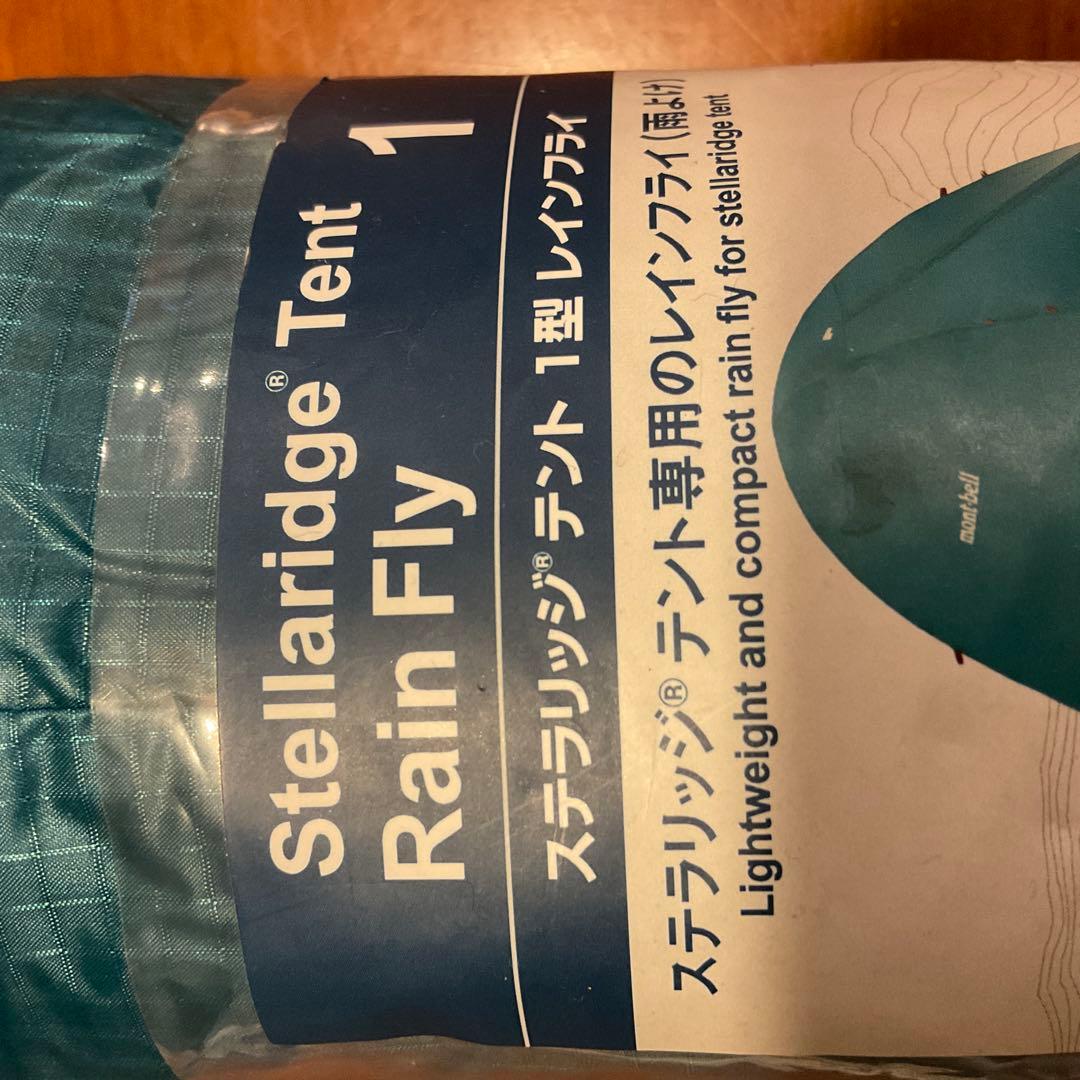 Stellaridge® Tent 1
Rain Fly
ステラリッジ® テント 1型 レインフライ
ステラリッジ® テント専用のレインフライ(雨よけ)
Lightweight and compact rain fly for stellaridge tent
mont-bell